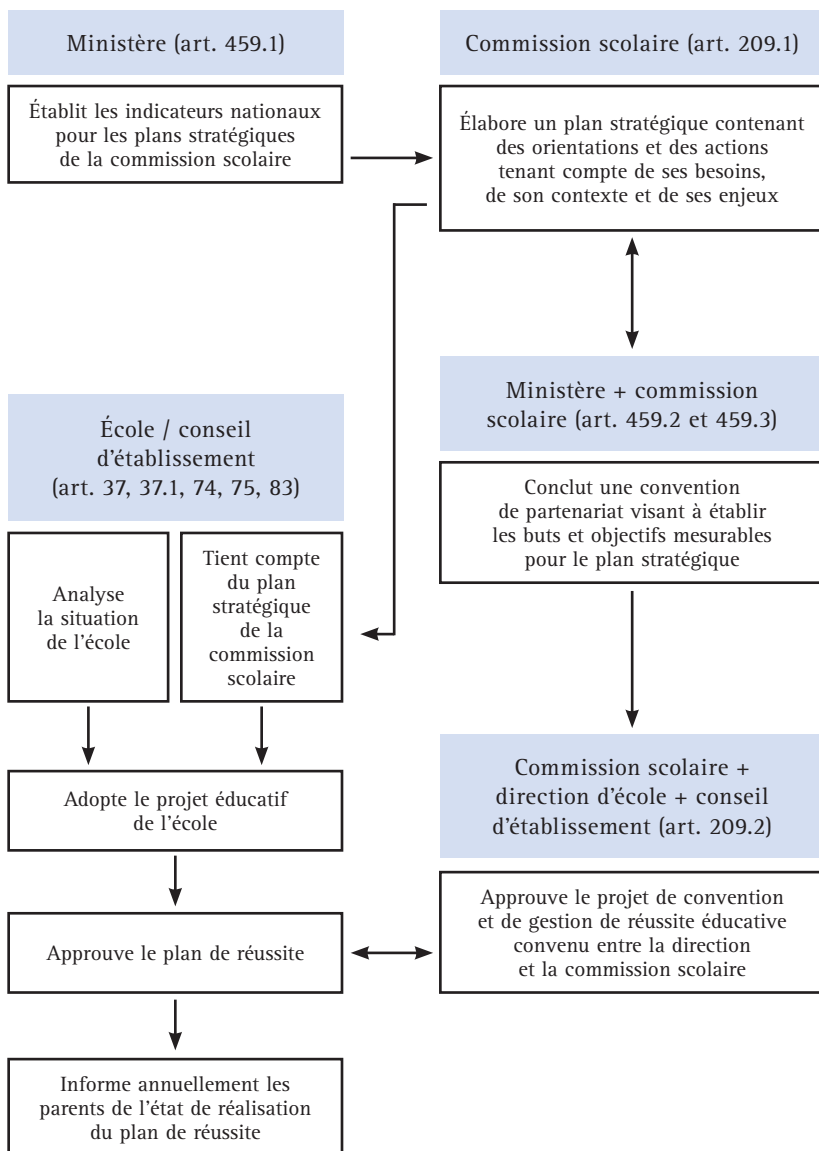 Ministère (art. 459.1)
Établit les indicateurs nationaux
pour les plans stratégiques
de la commission scolaire
Commission scolaire (art. 209.1)
Élabore un plan stratégique contenant
des orientations et des actions
tenant compte de ses besoins,
de son contexte et de ses enjeux
Ministère + commission
scolaire (art. 459.2 et 459.3)
Conclut une convention
de partenariat visant à établir
les buts et objectifs mesurables
pour le plan stratégique
École / conseil
d’établissement
(art. 37, 37.1, 74, 75, 83)
Analyse
la situation
de l’école
Tient compte
du plan
stratégique
de la
commission
scolaire
Adopte le projet éducatif
de l’école
Commission scolaire +
direction d’école + conseil
d’établissement (art. 209.2)
Approuve le projet de convention
et de gestion de réussite éducative
convenu entre la direction
et la commission scolaire
Approuve le plan de réussite
Informe annuellement les
parents de l’état de réalisation
du plan de réussite